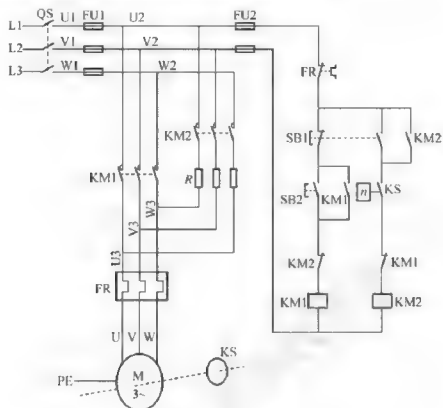 QS U1 FU1 U2 FU2
L1
L2 V1 V2
L3 W1 W2
FR
KM2
SB1 KM2
KM1 R
SB2 KM1 n KS
W3
V3
U3
KM2 KM1
FR
KM1 KM2
U V W
KS
PE M
3~